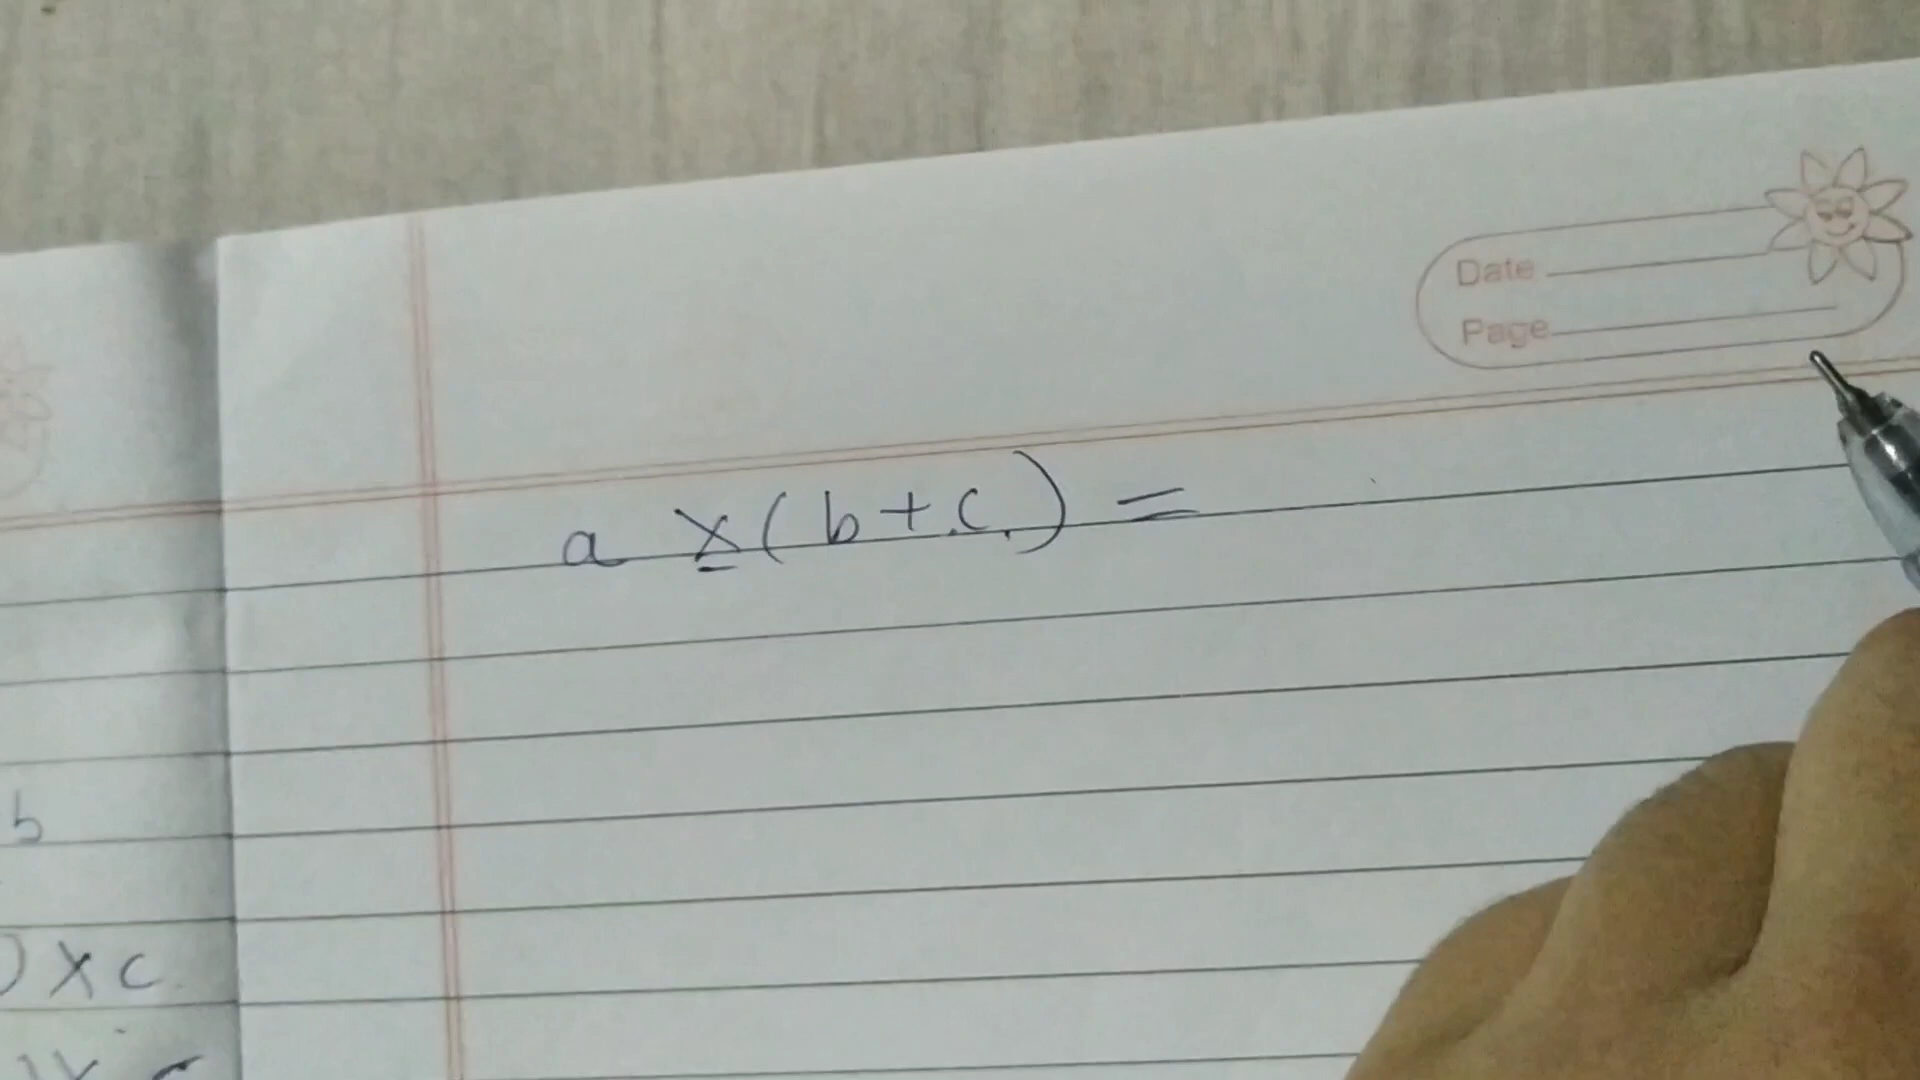 Date
Page
a × (b + c) =
b
) × c